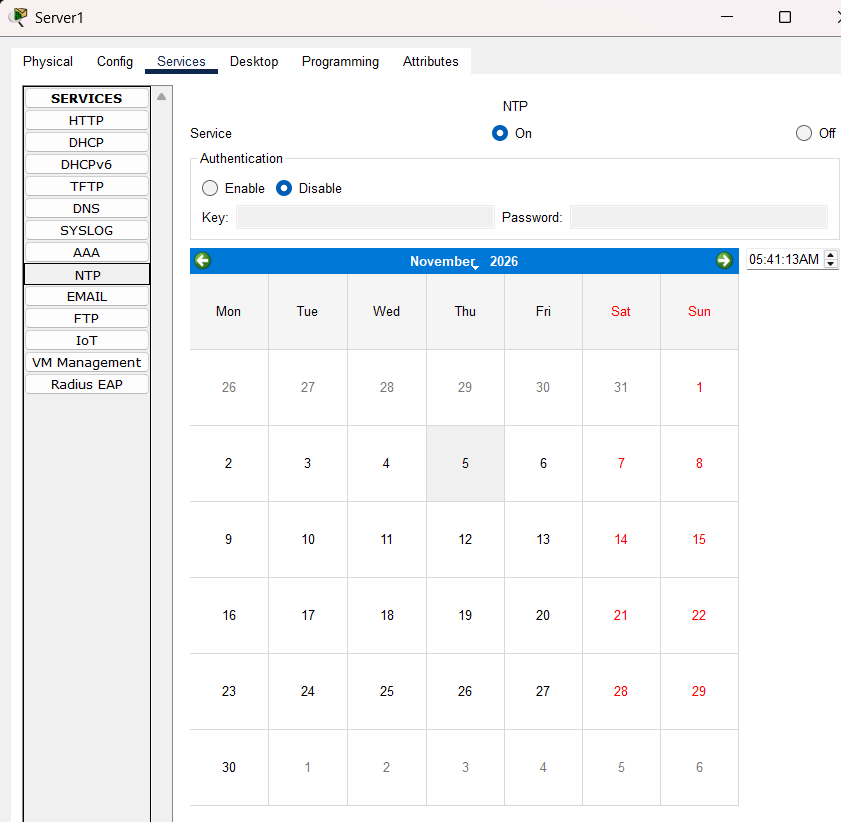 Server1
Physical Config Services Desktop Programming Attributes
SERVICES
HTTP
DHCP
DHCPv6
TFTP
DNS
SYSLOG
AAA
NTP
EMAIL
FTP
IoT
VM Management
Radius EAP
NTP
Service On Off
Authentication
Enable Disable
Key: Password:
November 2026 05:41:13AM
Mon Tue Wed Thu Fri Sat Sun
26 27 28 29 30 31 1
2 3 4 5 6 7 8
9 10 11 12 13 14 15
16 17 18 19 20 21 22
23 24 25 26 27 28 29
30 1 2 3 4 5 6